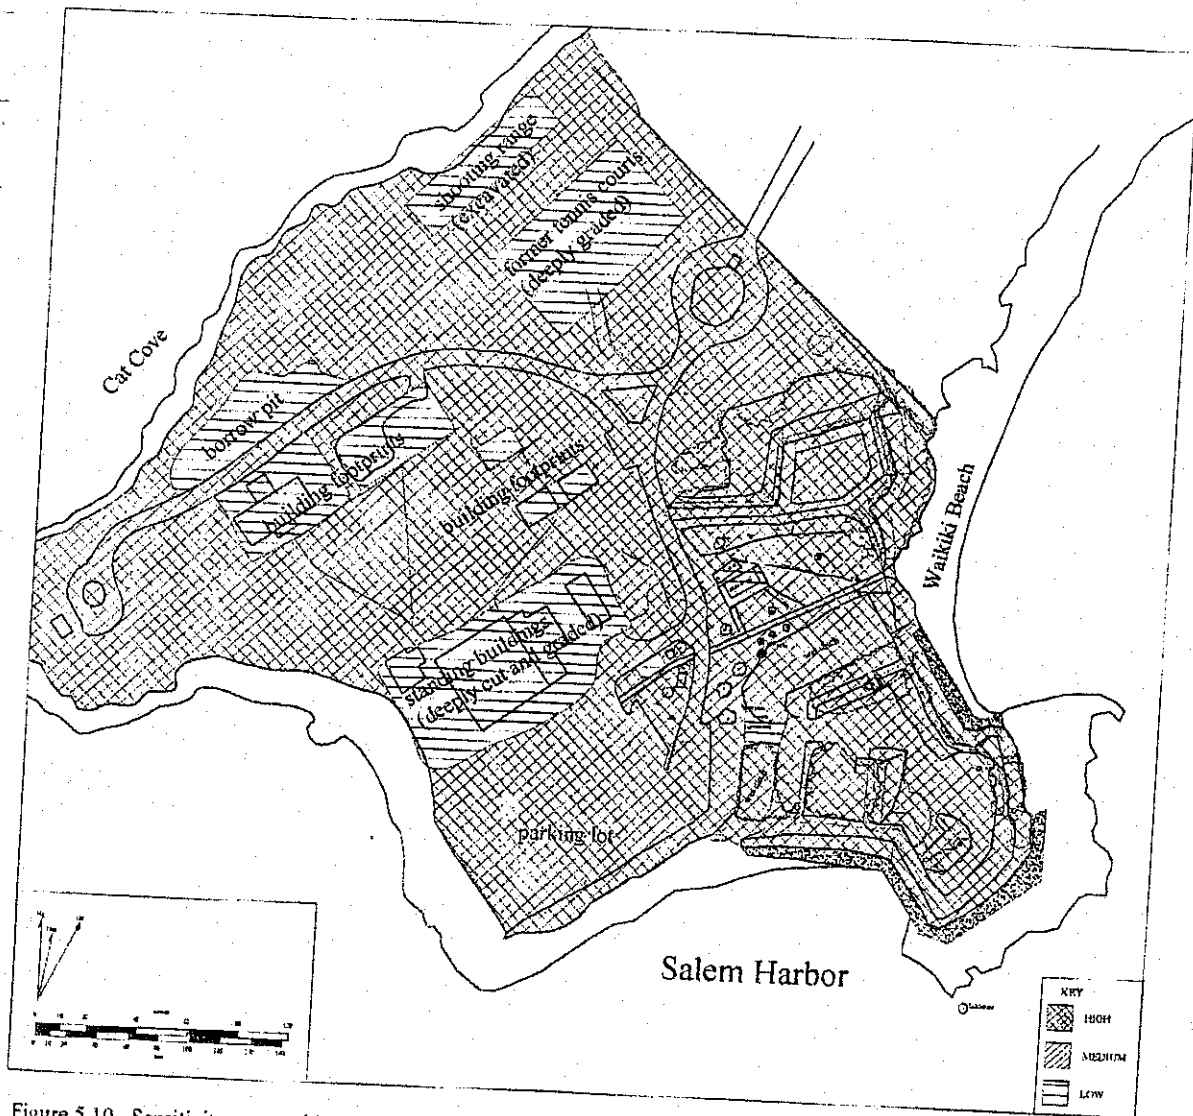 shooting range
(excavated)
former tennis courts
(deeply graded)
Cat Cove
borrow pit
building footprints
building footprints
Waikiki Beach
standing buildings
(deeply cut and graded)
parking lot
Salem Harbor
KEY
HIGH
MEDIUM
LOW
Figure 5.10